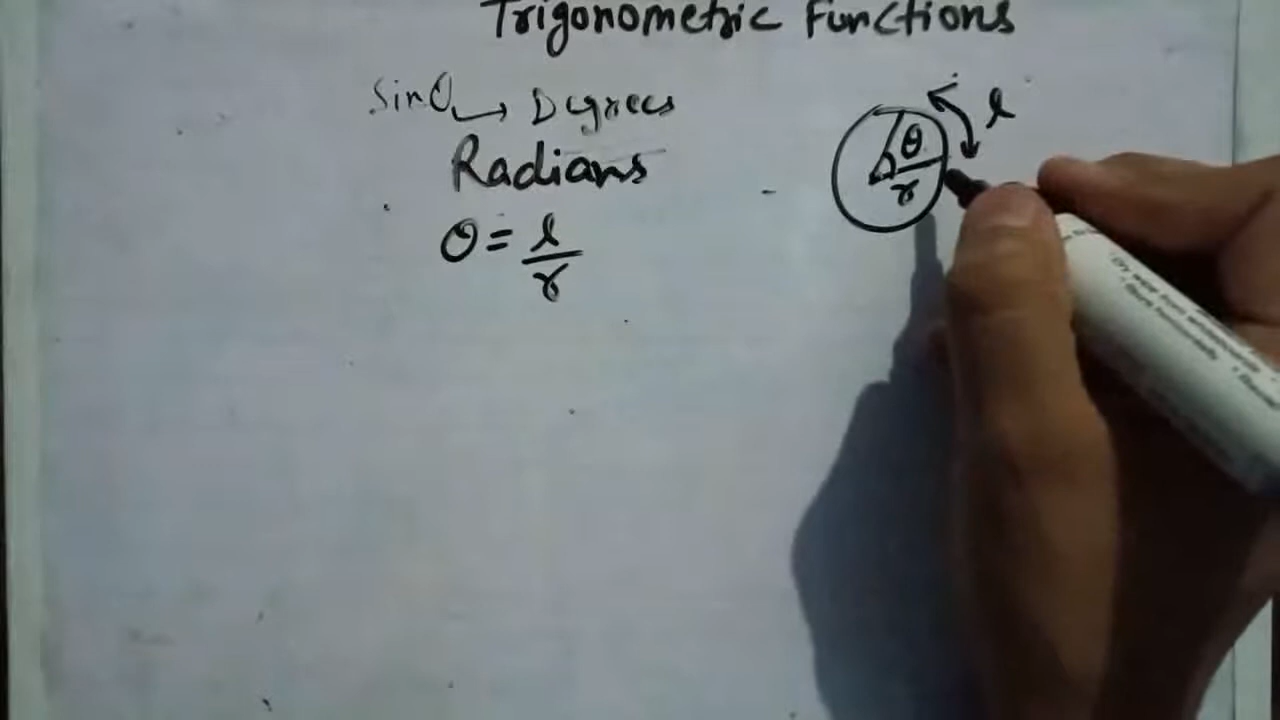 Trigonometric Functions
sinθ → Degrees
Radians
θ = l/r
θ
r
l